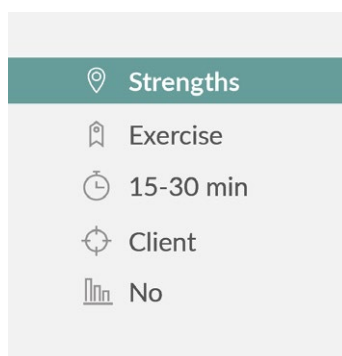 Strengths
Exercise
15-30 min
Client
No